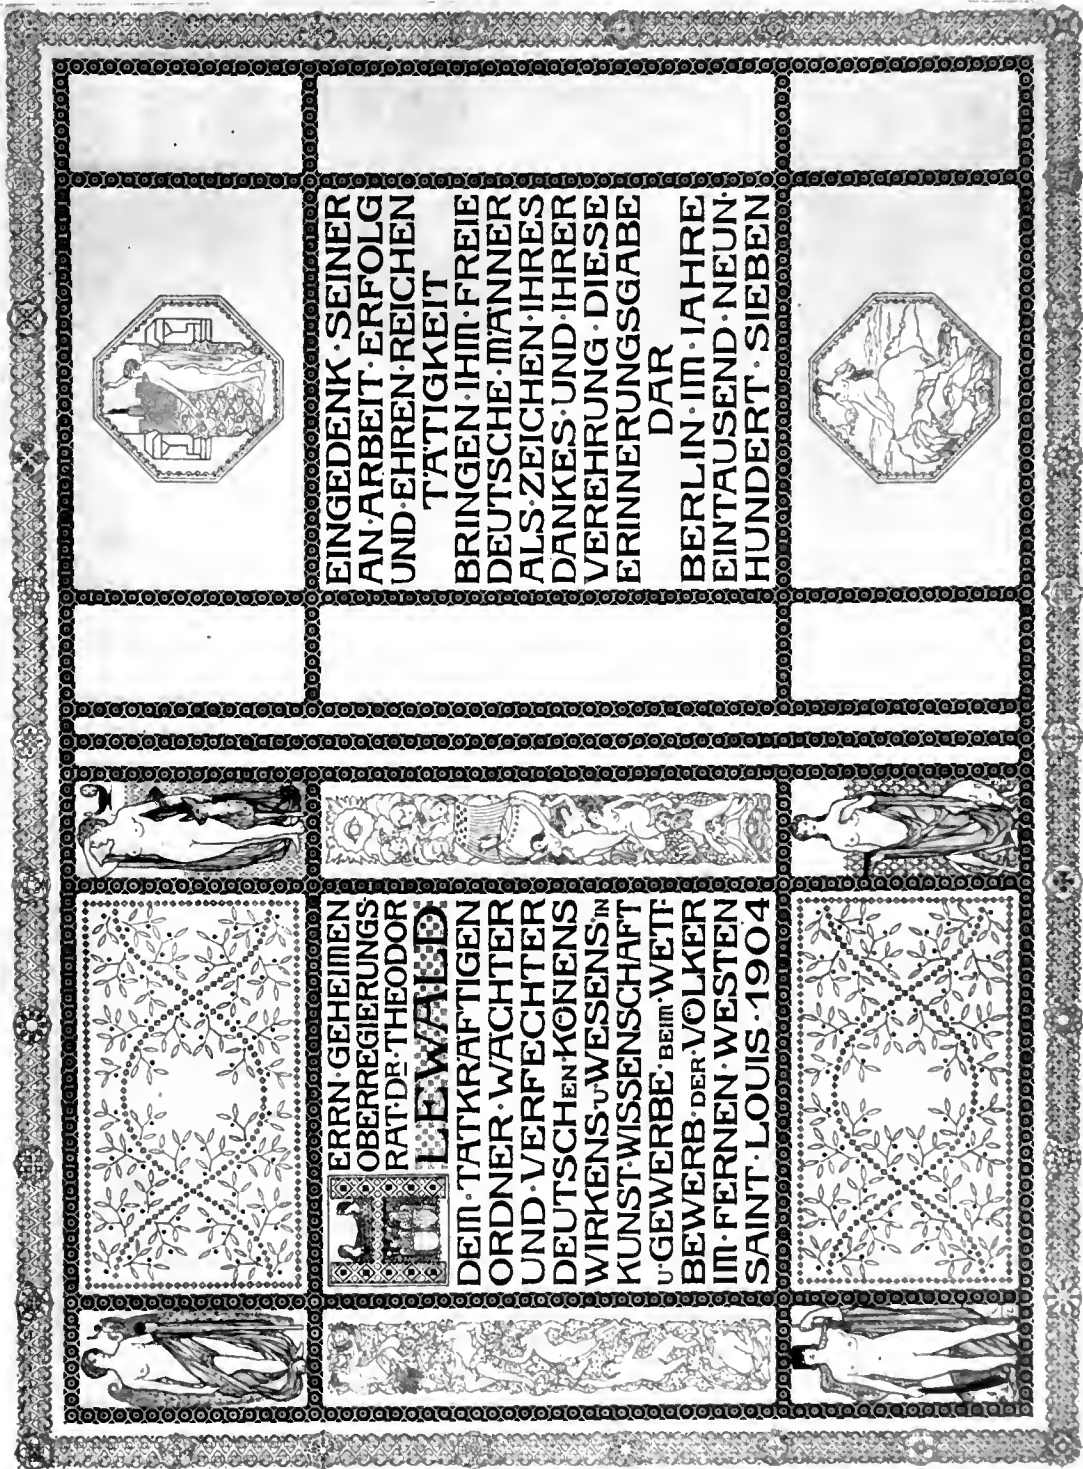 HERRN·GEHEIMEN
OBERREGIERUNGS·
RAT·DR·THEODOR
LEWALD
DEM·TATKRÄFTIGEN
ORDNER·WÄCHTER
UND·VERFECHTER
DEUTSCHEN·KÖNENS
WIRKENS·U·WESENS·IN
KUNST·WISSENSCHAFT
U·GEWERBE·BEIM·WETT-
BEWERB·DER·VÖLKER
IM·FERNEN·WESTEN
SAINT·LOUIS·1904
EINGEDENK·SEINER
AN·ARBEIT·ERFOLG
UND·EHREN·REICHEN
TÄTIGKEIT
BRINGEN·IHM·FREIE
DEUTSCHE·MÄNNER
ALS·ZEICHEN·IHRES
DANKES·UND·IHRER
VEREHRUNG·DIESE
ERINNERUNGSGABE
DAR
BERLIN·IM·IAHRE
EINTAUSEND·NEUN·
HUNDERT·SIEBEN